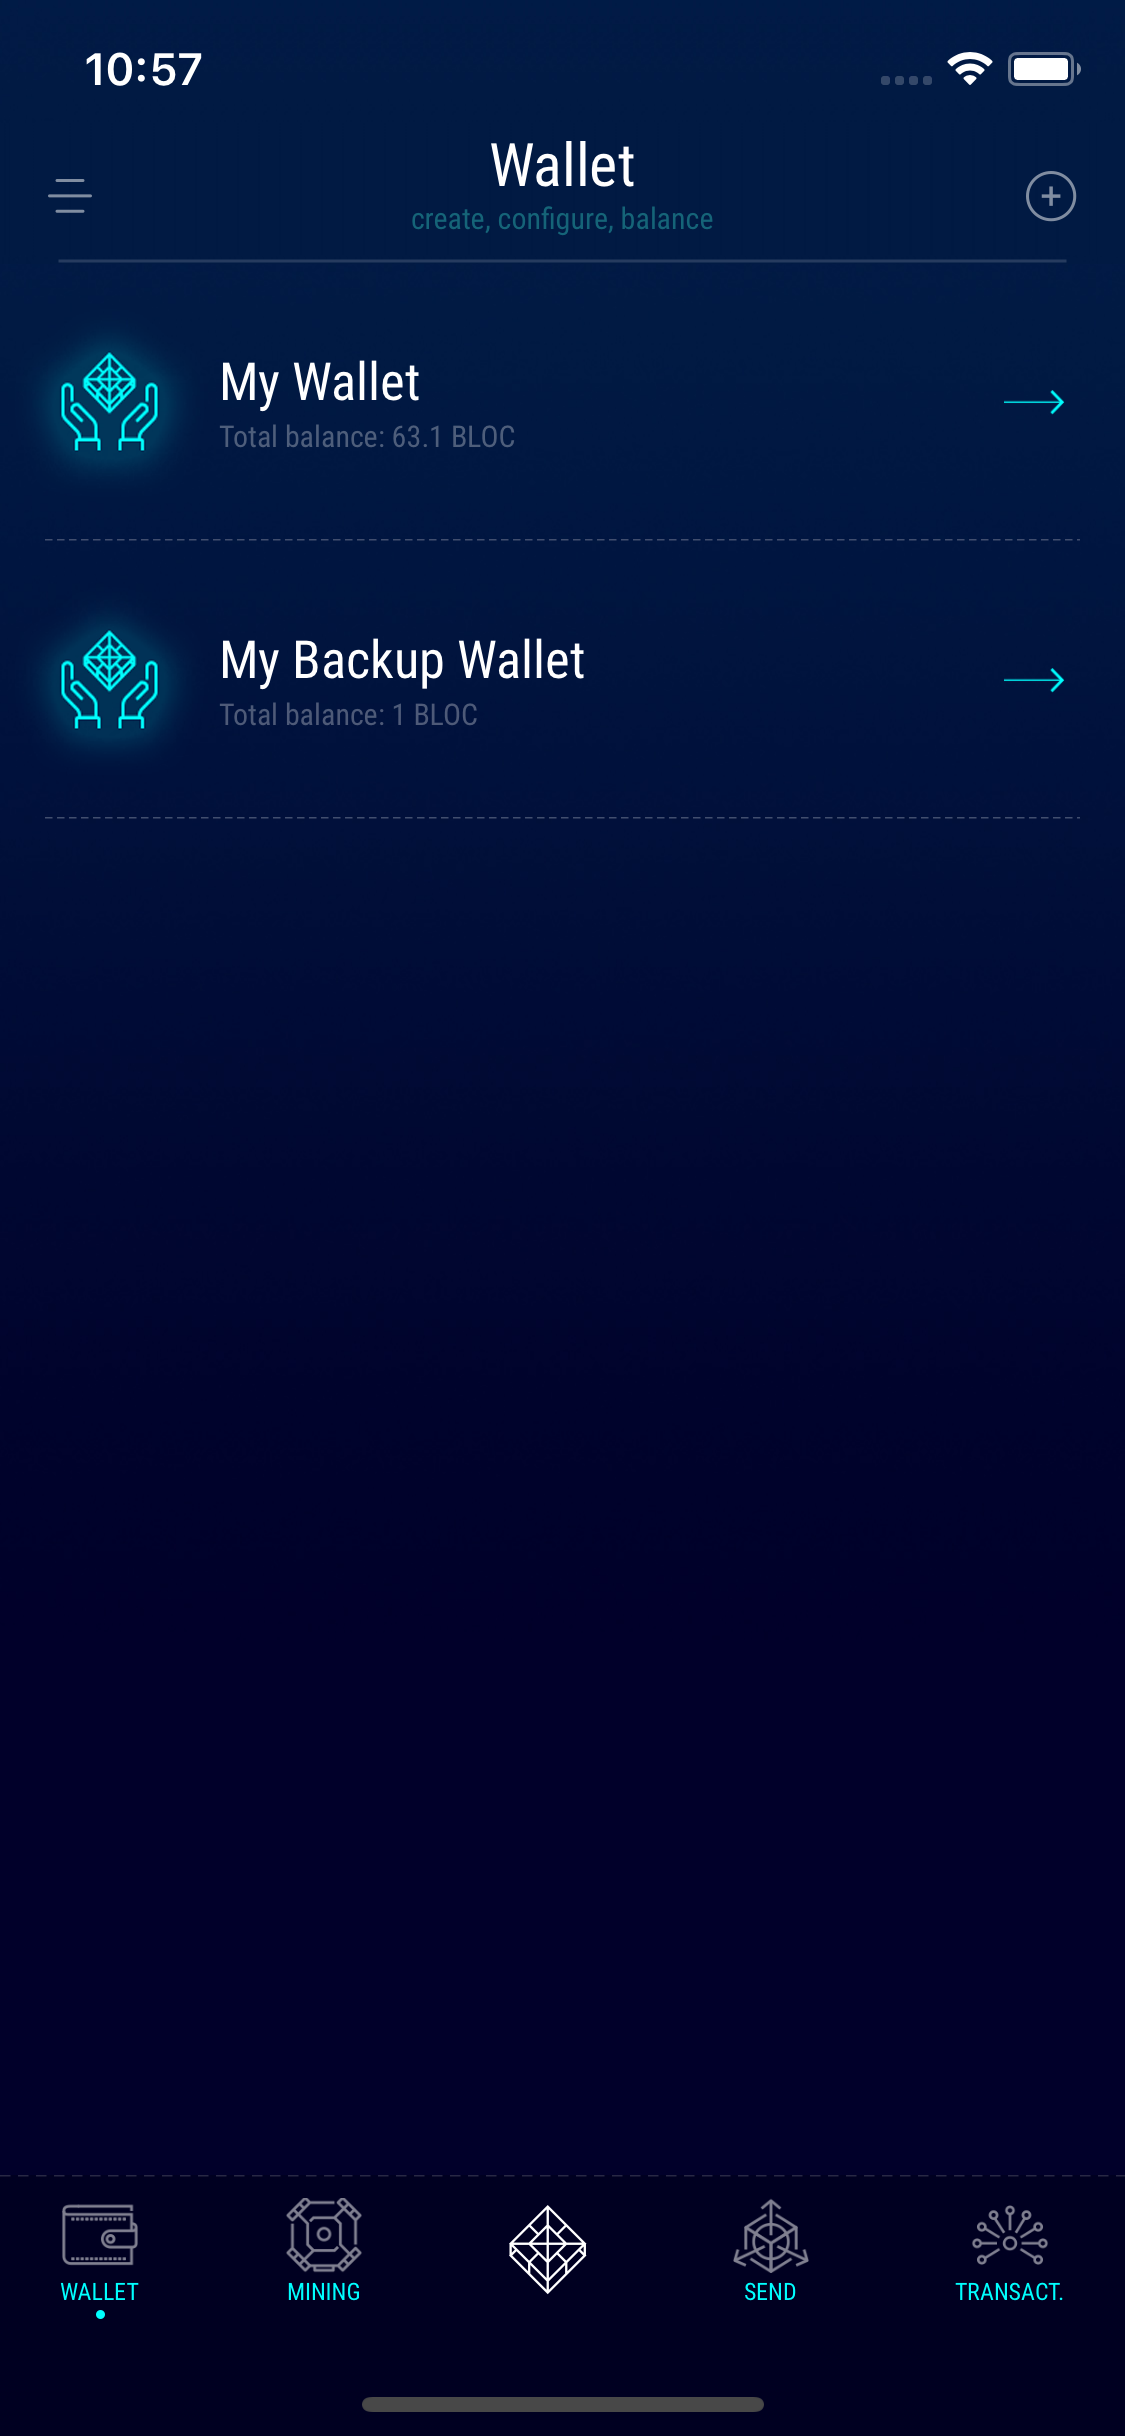 10:57
Wallet
create, configure, balance
My Wallet
Total balance: 63.1 BLOC
My Backup Wallet
Total balance: 1 BLOC
WALLET
MINING
SEND
TRANSACT.